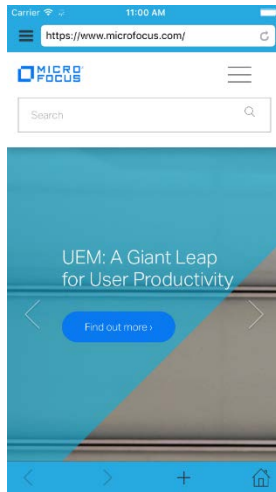 Carrier 11:00 AM
https://www.microfocus.com/
MICRO
FOCUS
Search
UEM: A Giant Leap
for User Productivity
Find out more ›